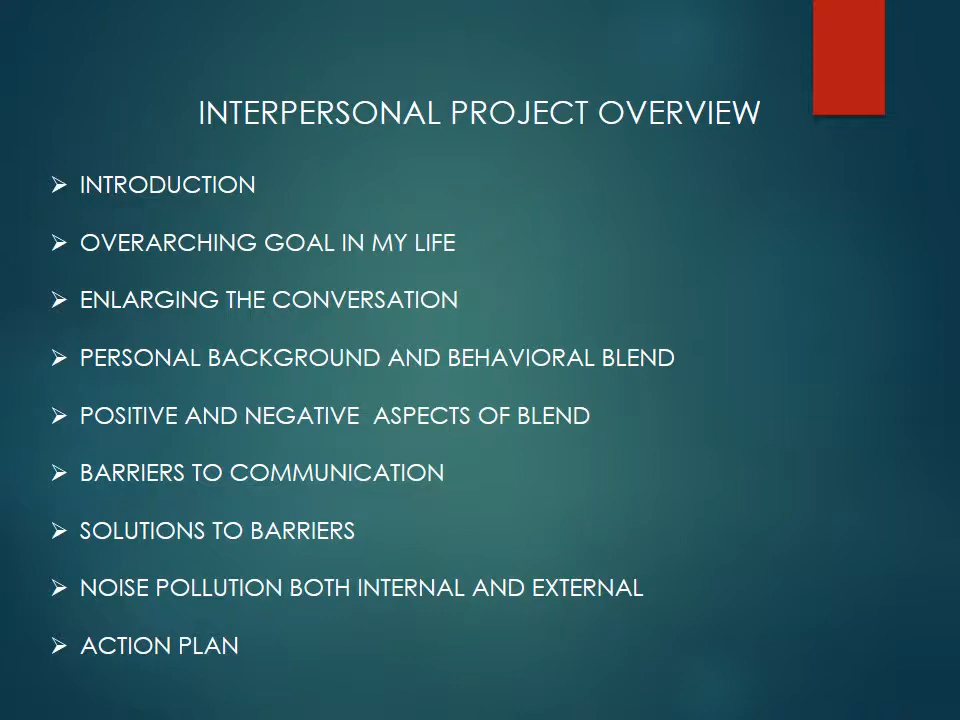 INTERPERSONAL PROJECT OVERVIEW
➢ INTRODUCTION
➢ OVERARCHING GOAL IN MY LIFE
➢ ENLARGING THE CONVERSATION
➢ PERSONAL BACKGROUND AND BEHAVIORAL BLEND
➢ POSITIVE AND NEGATIVE  ASPECTS OF BLEND
➢ BARRIERS TO COMMUNICATION
➢ SOLUTIONS TO BARRIERS
➢ NOISE POLLUTION BOTH INTERNAL AND EXTERNAL
➢ ACTION PLAN